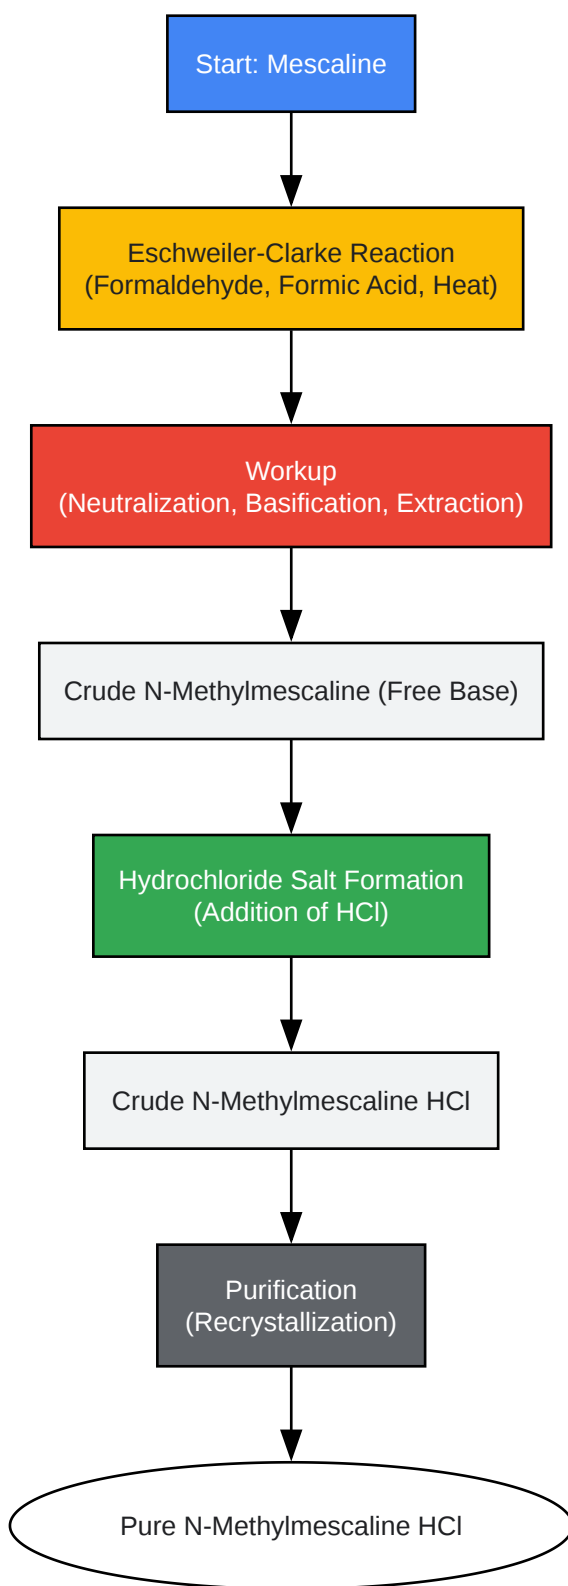 Start: Mescaline
Eschweiler-Clarke Reaction
(Formaldehyde, Formic Acid, Heat)
Workup
(Neutralization, Basification, Extraction)
Crude N-Methylmescaline (Free Base)
Hydrochloride Salt Formation
(Addition of HCl)
Crude N-Methylmescaline HCl
Purification
(Recrystallization)
Pure N-Methylmescaline HCl